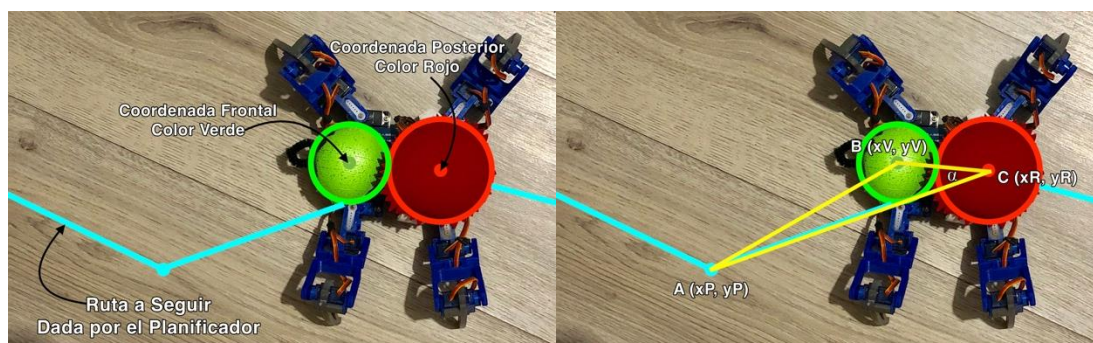 Coordenada Posterior
Color Rojo
Coordenada Frontal
Color Verde
Ruta a Seguir
Dada por el Planificador
B (xV, yV)
α
C (xR, yR)
A (xP, yP)